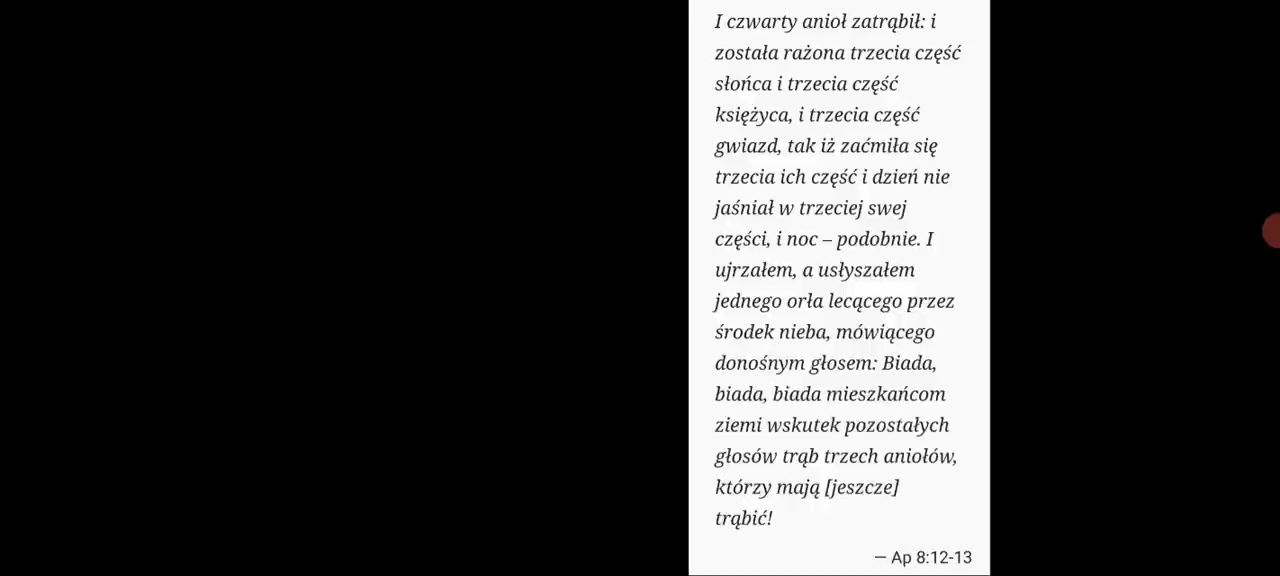 I czwarty anioł zatrąbił: i
została rażona trzecia część
słońca i trzecia część
księżyca, i trzecia część
gwiazd, tak iż zaćmiła się
trzecia ich część i dzień nie
jaśniał w trzeciej swej
części, i noc – podobnie. I
ujrzałem, a usłyszałem
jednego orła lecącego przez
środek nieba, mówiącego
donośnym głosem: Biada,
biada, biada mieszkańcom
ziemi wskutek pozostałych
głosów trąb trzech aniołów,
którzy mają [jeszcze]
trąbić!
— Ap 8:12-13